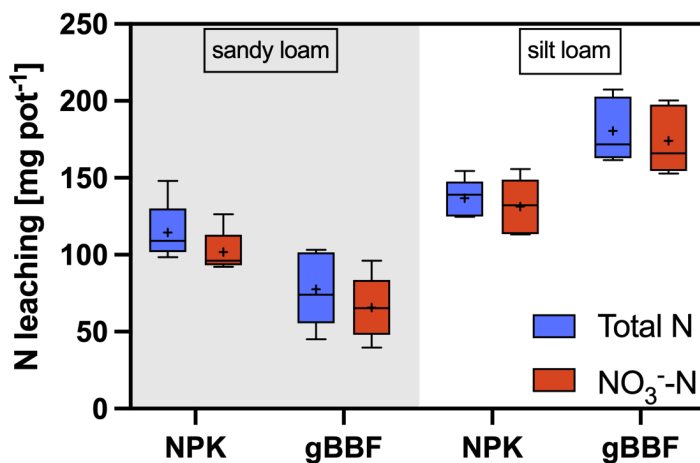 N leaching [mg pot⁻¹]
250
200
150
100
50
0
sandy loam
silt loam
Total N
NO₃⁻-N
NPK gBBF NPK gBBF